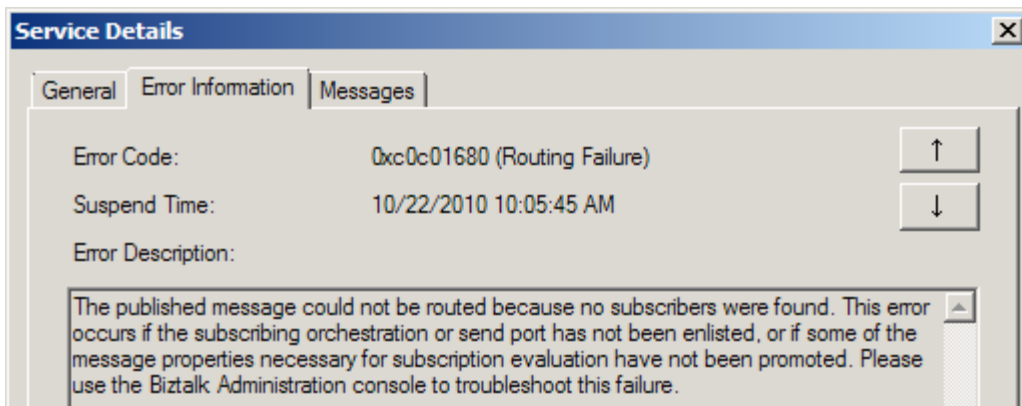 Service Details
General Error Information Messages
Error Code: 0xc0c01680 (Routing Failure)
Suspend Time: 10/22/2010 10:05:45 AM
Error Description:
The published message could not be routed because no subscribers were found. This error
occurs if the subscribing orchestration or send port has not been enlisted, or if some of the
message properties necessary for subscription evaluation have not been promoted. Please
use the Biztalk Administration console to troubleshoot this failure.